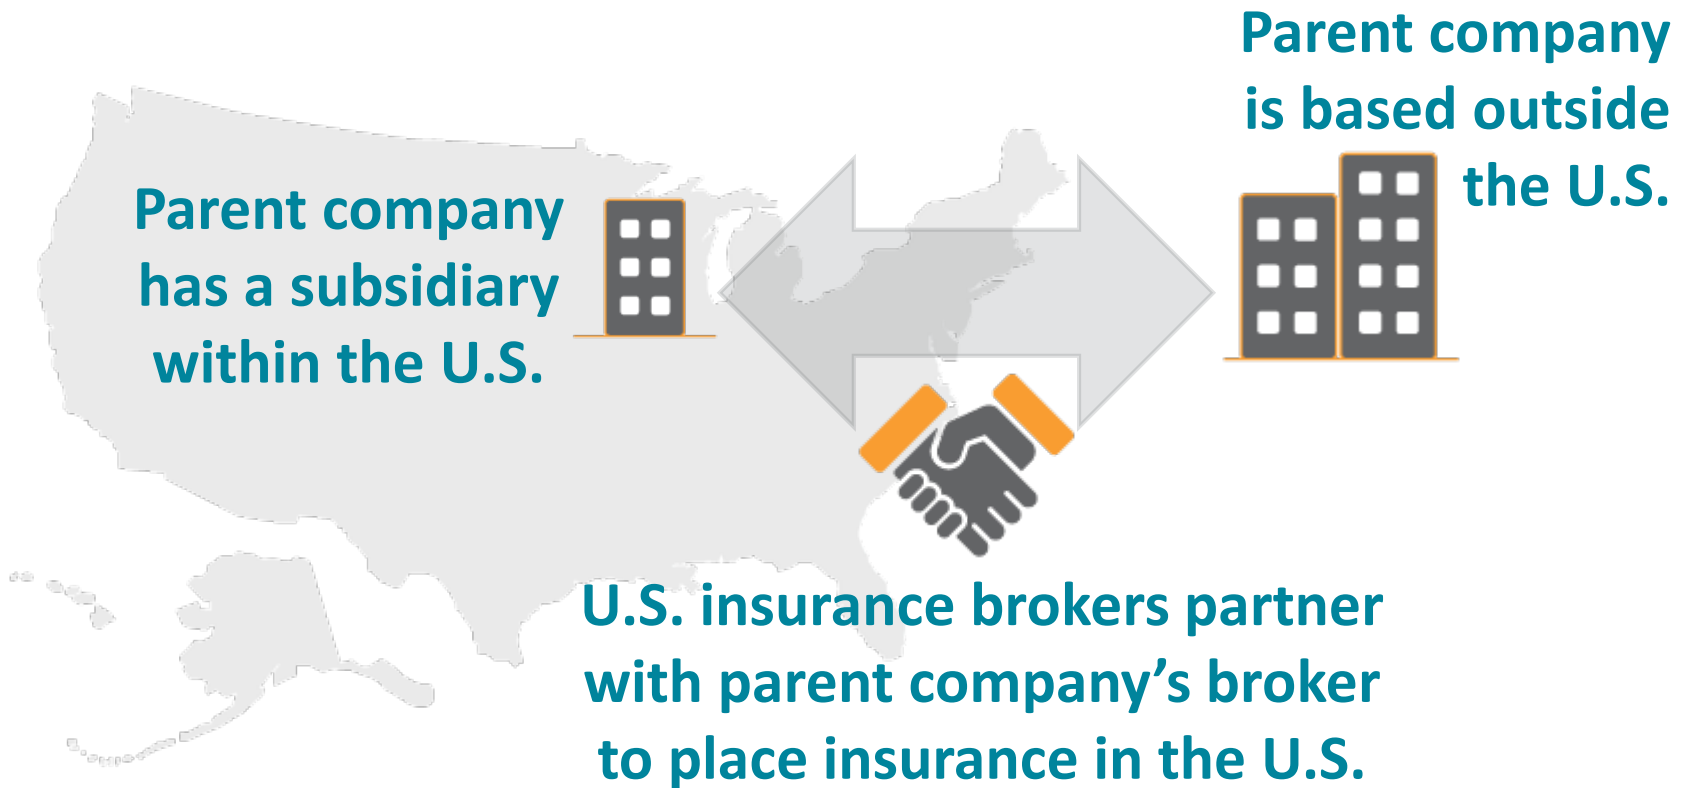 Parent company
is based outside
the U.S.
Parent company
has a subsidiary
within the U.S.
U.S. insurance brokers partner
with parent company’s broker
to place insurance in the U.S.